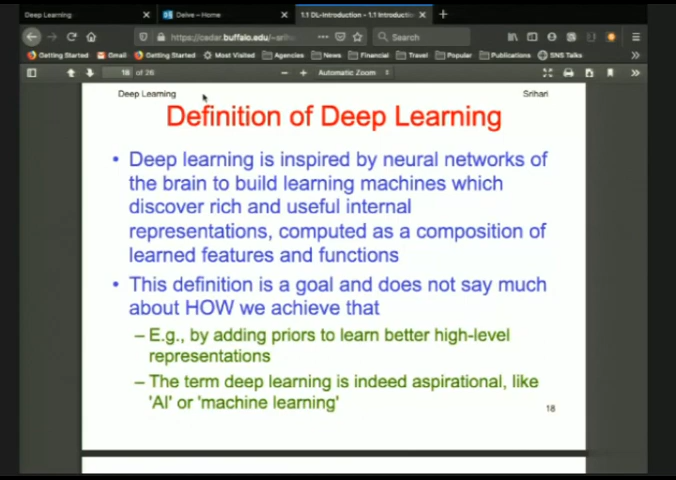 Deep Learning
Delve – Home
1.1 DL-Introduction – 1.1 Introductio
https://cedar.buffalo.edu/~srih
Search
Getting Started Gmail Getting Started Most Visited Agencies News Financial Travel Popular Publications SNS Talks
18 of 26
Automatic Zoom
Deep Learning
Srihari
Definition of Deep Learning
• Deep learning is inspired by neural networks of
the brain to build learning machines which
discover rich and useful internal
representations, computed as a composition of
learned features and functions
• This definition is a goal and does not say much
about HOW we achieve that
– E.g., by adding priors to learn better high-level
representations
– The term deep learning is indeed aspirational, like
'AI' or 'machine learning'
18